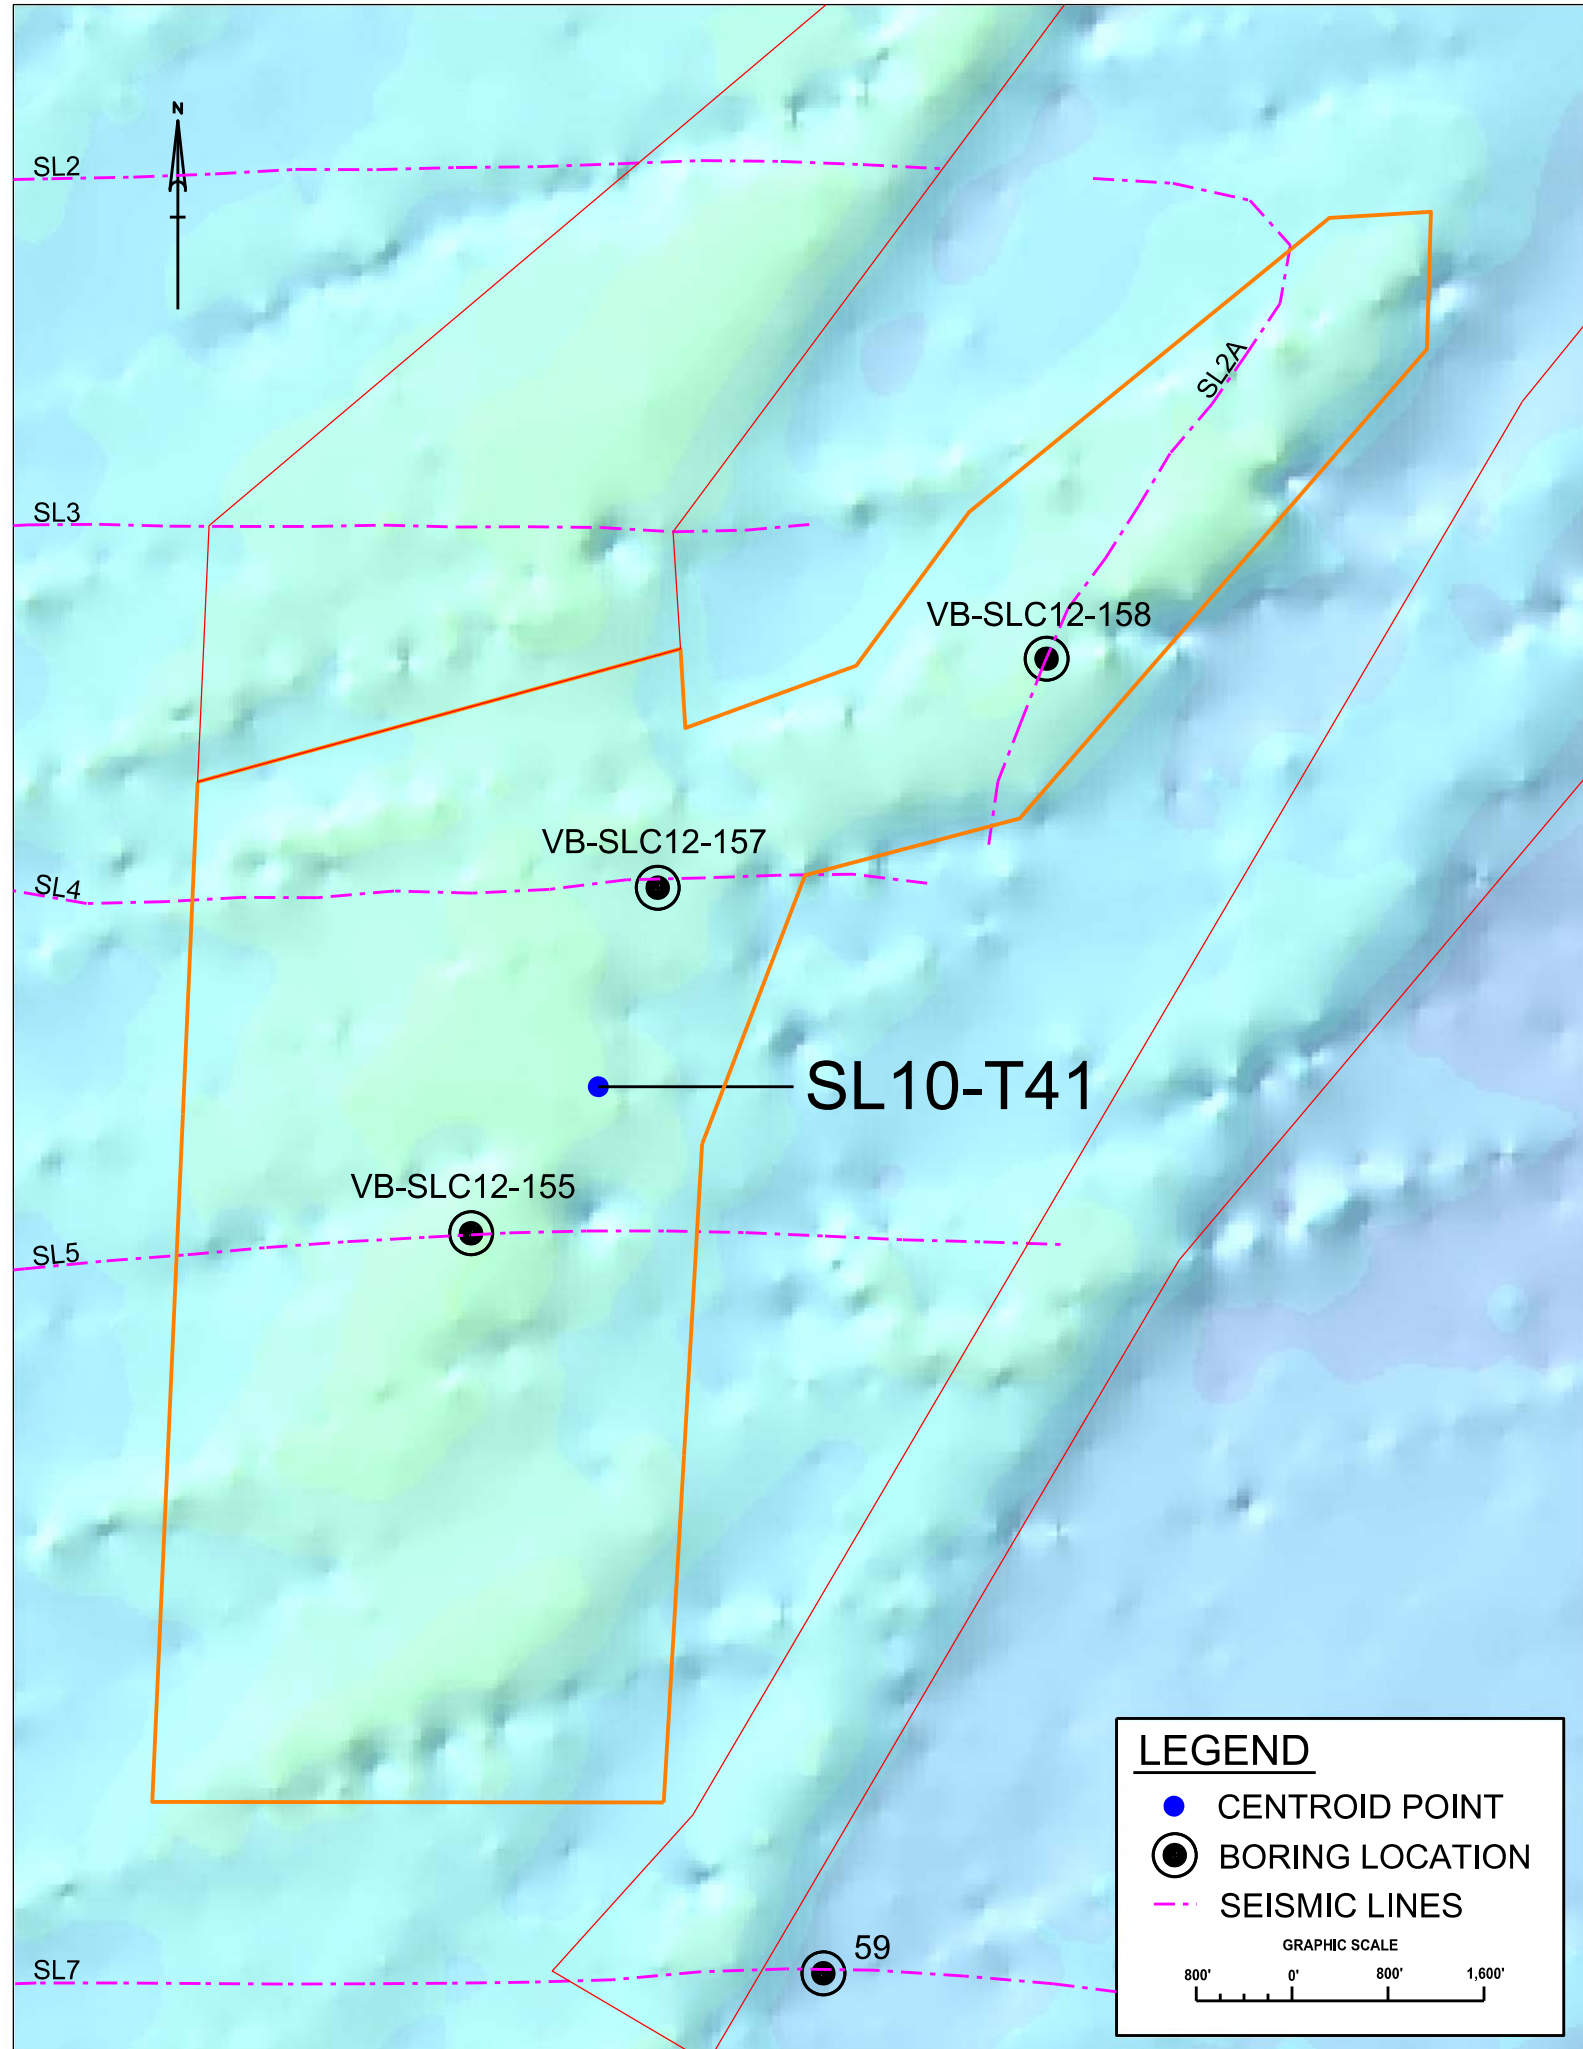 N
SL2
SL2A
SL3
VB-SLC12-158
VB-SLC12-157
SL4
SL10-T41
VB-SLC12-155
SL5
LEGEND
CENTROID POINT
BORING LOCATION
SEISMIC LINES
GRAPHIC SCALE
800' 0' 800' 1,600'
59
SL7